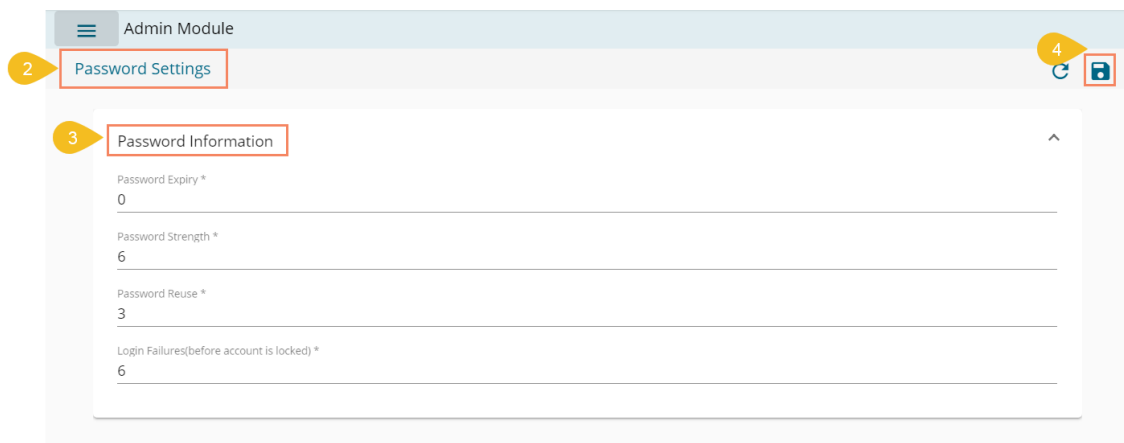 Admin Module
4
2
Password Settings
3
Password Information
Password Expiry *
0
Password Strength *
6
Password Reuse *
3
Login Failures(before account is locked) *
6